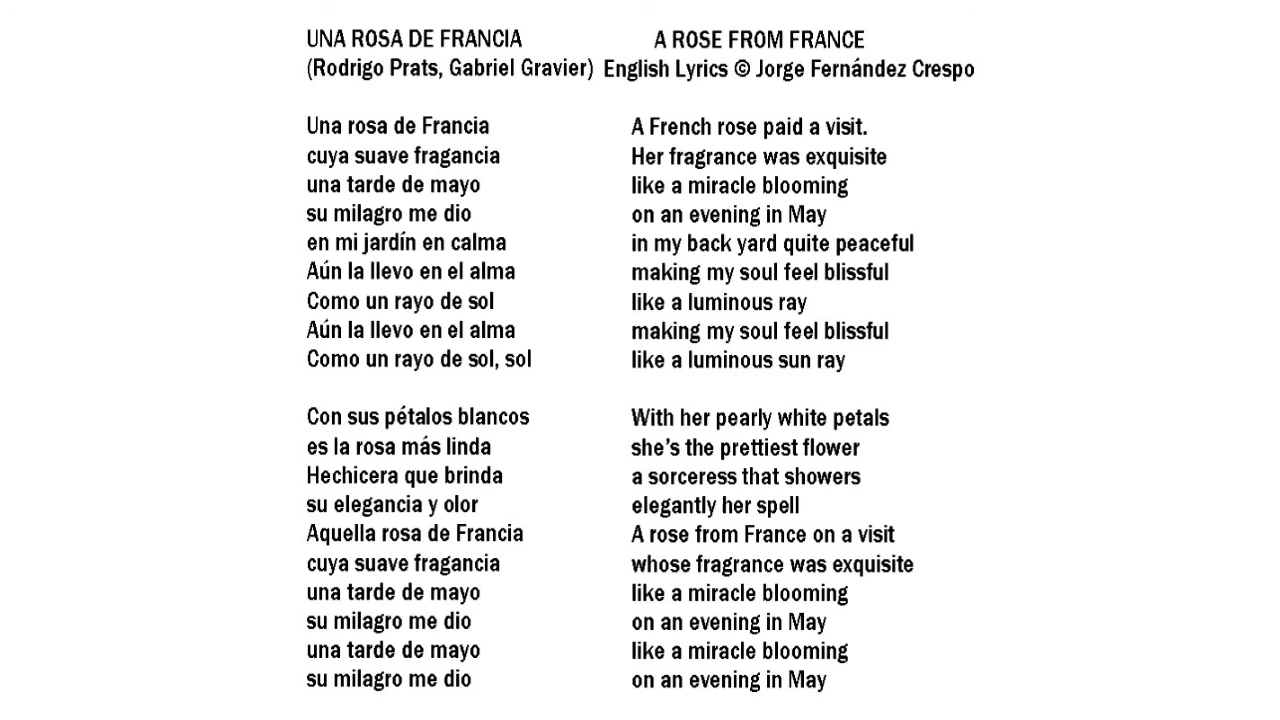 UNA ROSA DE FRANCIA
(Rodrigo Prats, Gabriel Gravier)
Una rosa de Francia
cuya suave fragancia
una tarde de mayo
su milagro me dio
en mi jardín en calma
Aún la llevo en el alma
Como un rayo de sol
Aún la llevo en el alma
Como un rayo de sol, sol
Con sus pétalos blancos
es la rosa más linda
Hechicera que brinda
su elegancia y olor
Aquella rosa de Francia
cuya suave fragancia
una tarde de mayo
su milagro me dio
una tarde de mayo
su milagro me dio
A ROSE FROM FRANCE
English Lyrics © Jorge Fernández Crespo
A French rose paid a visit.
Her fragrance was exquisite
like a miracle blooming
on an evening in May
in my back yard quite peaceful
making my soul feel blissful
like a luminous ray
making my soul feel blissful
like a luminous sun ray
With her pearly white petals
she's the prettiest flower
a sorceress that showers
elegantly her spell
A rose from France on a visit
whose fragrance was exquisite
like a miracle blooming
on an evening in May
like a miracle blooming
on an evening in May